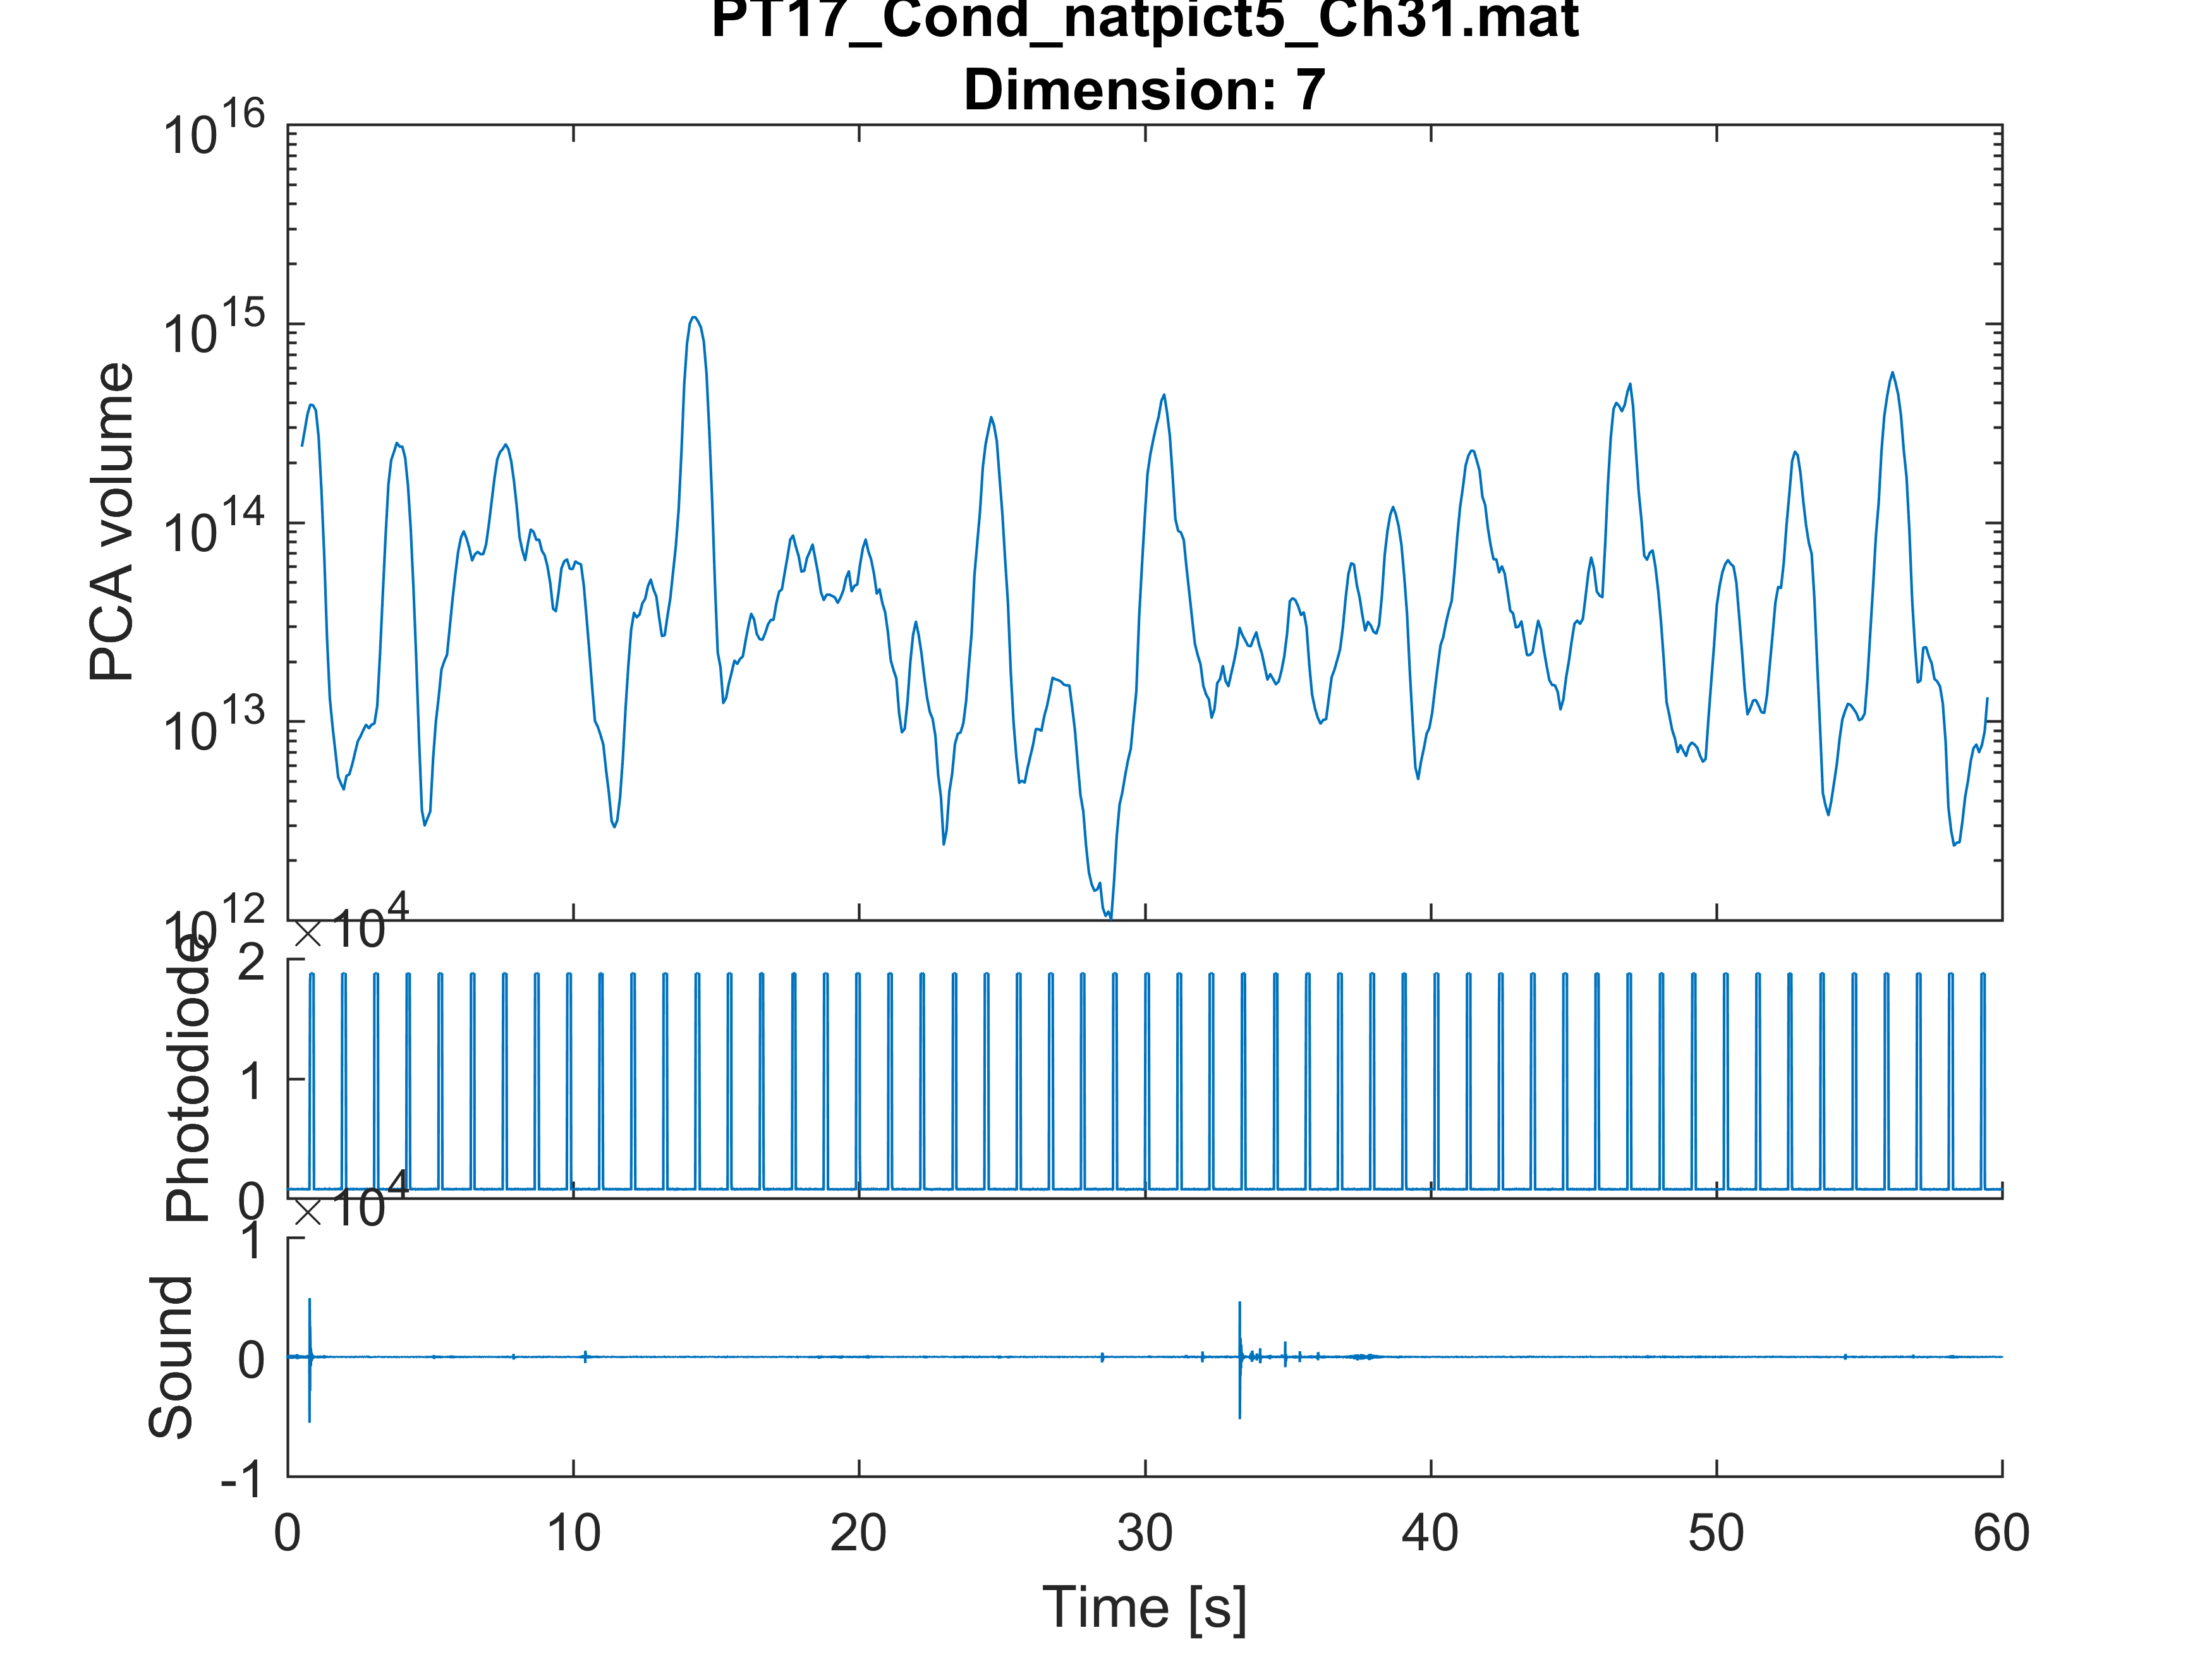 PT17_Cond_natpict5_Ch31.mat
Dimension: 7
10^16
10^15
10^14
10^13
10^12
PCA volume
× 10^4
2
1
0
Photodiode
× 10^4
1
0
-1
Sound
0 10 20 30 40 50 60
Time [s]